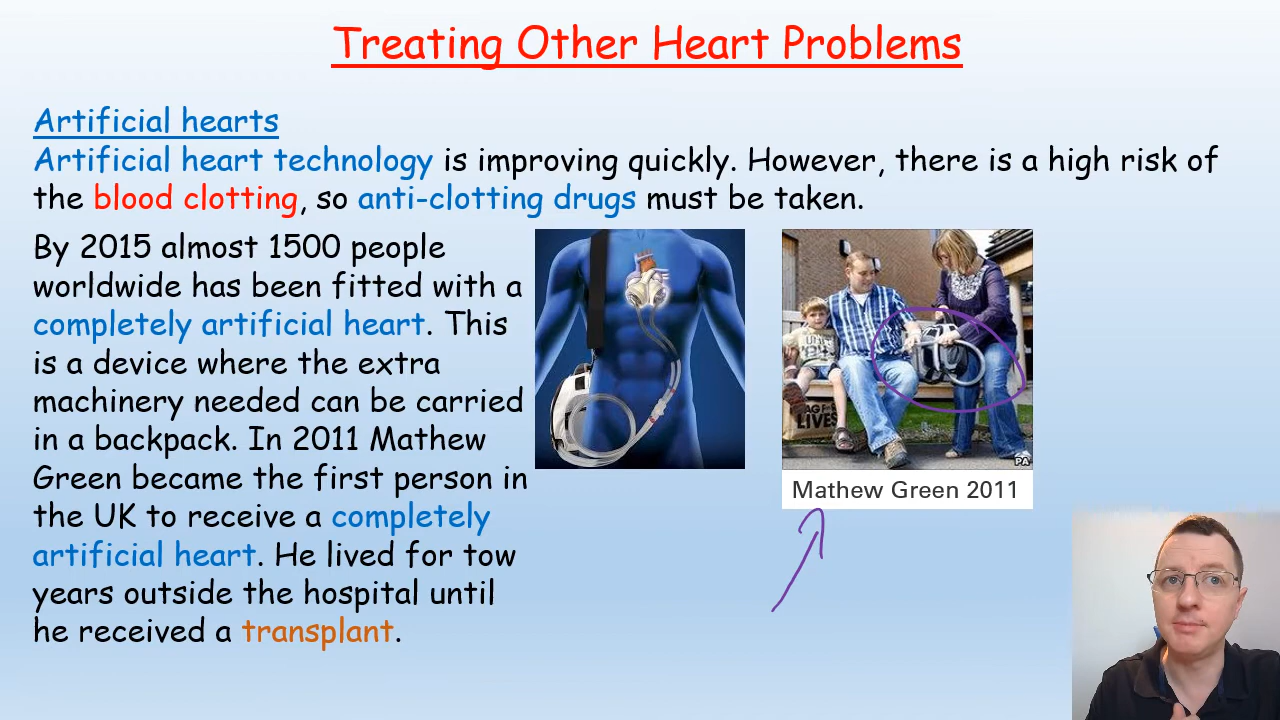 Treating Other Heart Problems
Artificial hearts
Artificial heart technology is improving quickly. However, there is a high risk of
the blood clotting, so anti-clotting drugs must be taken.
By 2015 almost 1500 people
worldwide has been fitted with a
completely artificial heart. This
is a device where the extra
machinery needed can be carried
in a backpack. In 2011 Mathew
Green became the first person in
the UK to receive a completely
artificial heart. He lived for tow
years outside the hospital until
he received a transplant.
LIVES
PA
Mathew Green 2011